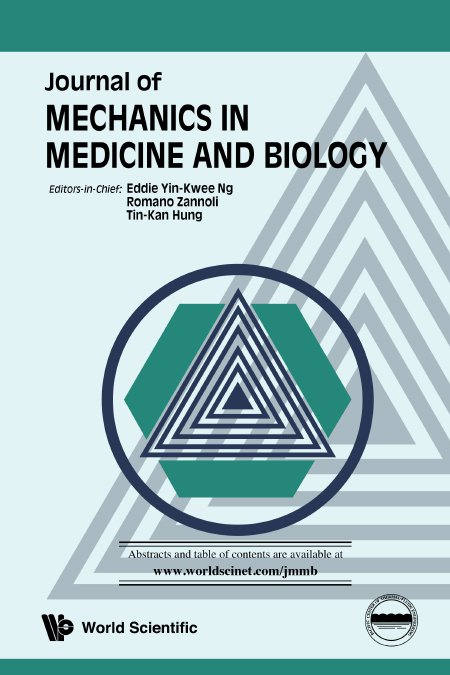 Journal of
MECHANICS IN
MEDICINE AND BIOLOGY
Editors-in-Chief: Eddie Yin-Kwee Ng
Romano Zannoli
Tin-Kan Hung
Abstracts and table of contents are available at
www.worldscinet.com/jmmb
World Scientific